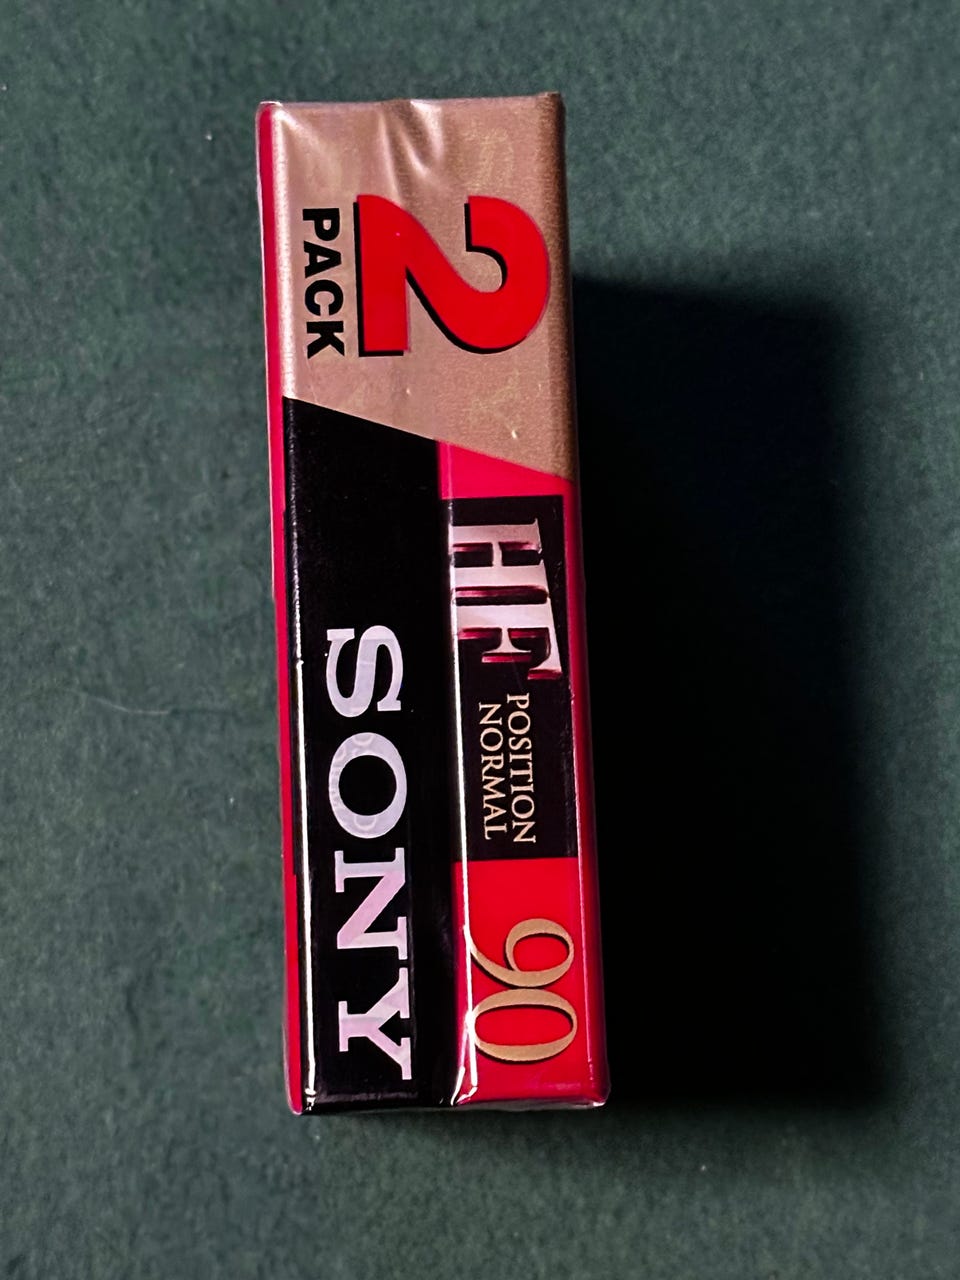 2
PACK
HF
POSITION
NORMAL
90
SONY